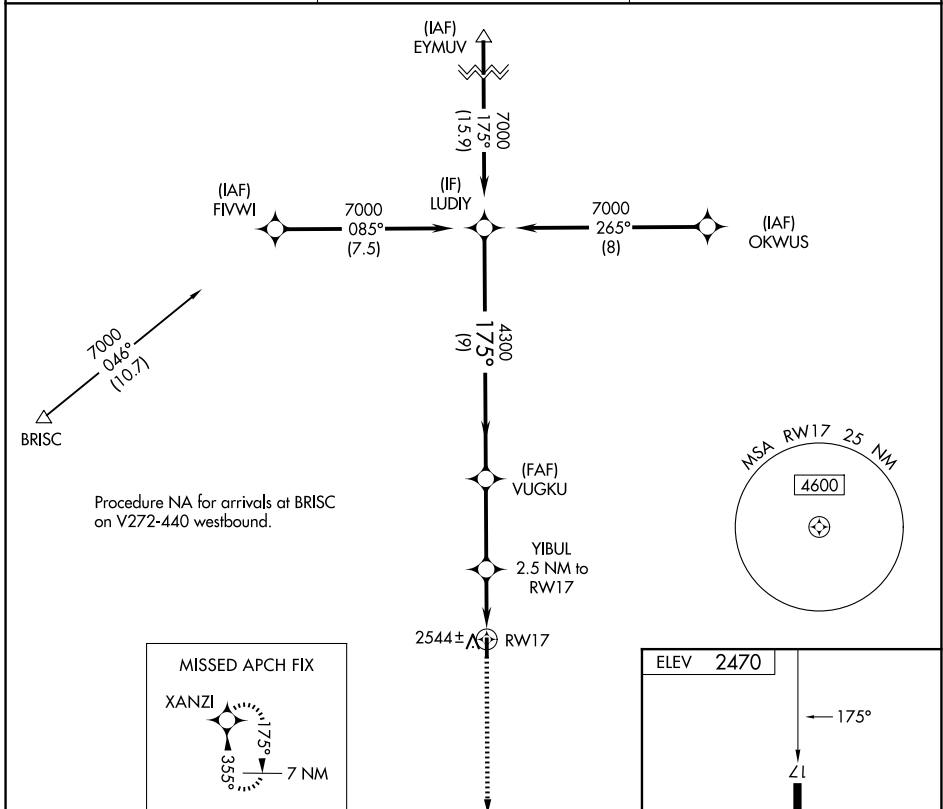 (IAF)
EYMUV
7000
175°
(15.9)
(IAF)
FIVWI
7000
085°
(7.5)
(IF)
LUDIY
7000
265°
(8)
(IAF)
OKWUS
7000
046°
(10.7)
BRISC
4300
175°
(9)
(FAF)
VUGKU
MSA RW17 25 NM
4600
Procedure NA for arrivals at BRISC
on V272-440 westbound.
YIBUL
2.5 NM to
RW17
2544±
RW17
MISSED APCH FIX
XANZI
175°
355°
7 NM
ELEV 2470
175°
17